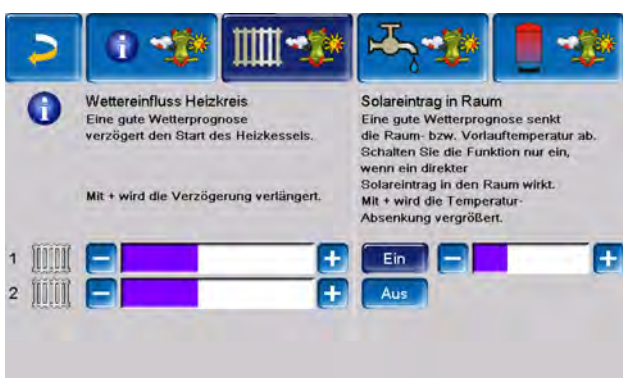 Wettereinfluss Heizkreis
Eine gute Wetterprognose
verzögert den Start des Heizkessels.
Mit + wird die Verzögerung verlängert.
Solareintrag in Raum
Eine gute Wetterprognose senkt
die Raum- bzw. Vorlauftemperatur ab.
Schalten Sie die Funktion nur ein,
wenn ein direkter
Solareintrag in den Raum wirkt.
Mit + wird die Temperatur-
Absenkung vergrößert.
1 - + Ein - +
2 - + Aus